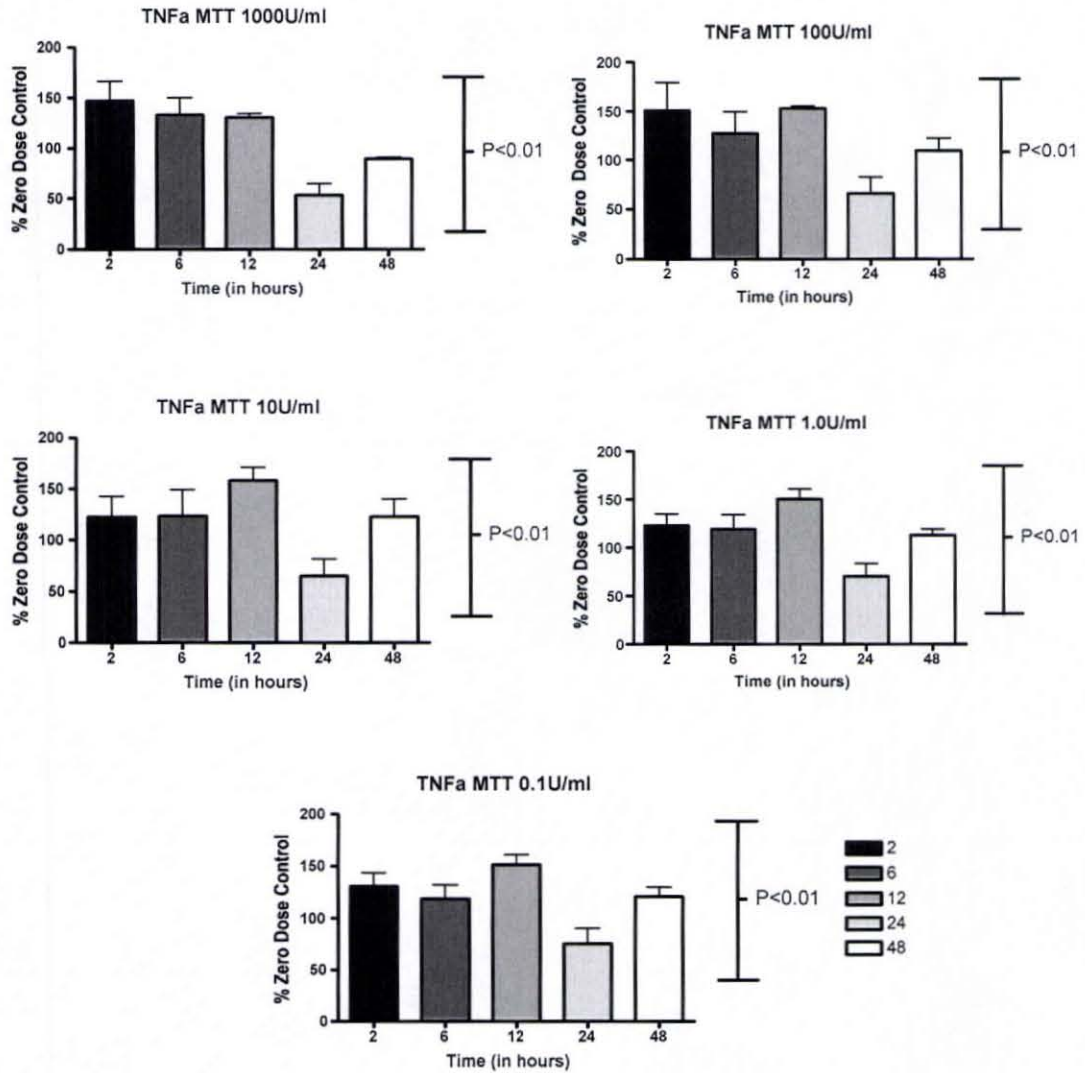 TNFa MTT 1000U/ml
% Zero Dose Control
200
150
100
50
0
2 6 12 24 48
Time (in hours)
P<0.01
TNFa MTT 100U/ml
% Zero Dose Control
200
150
100
50
0
2 6 12 24 48
Time (in hours)
P<0.01
TNFa MTT 10U/ml
% Zero Dose Control
200
150
100
50
0
2 6 12 24 48
Time (in hours)
P<0.01
TNFa MTT 1.0U/ml
% Zero Dose Control
200
150
100
50
0
2 6 12 24 48
Time (in hours)
P<0.01
TNFa MTT 0.1U/ml
% Zero Dose Control
200
150
100
50
0
2 6 12 24 48
Time (in hours)
P<0.01
2
6
12
24
48